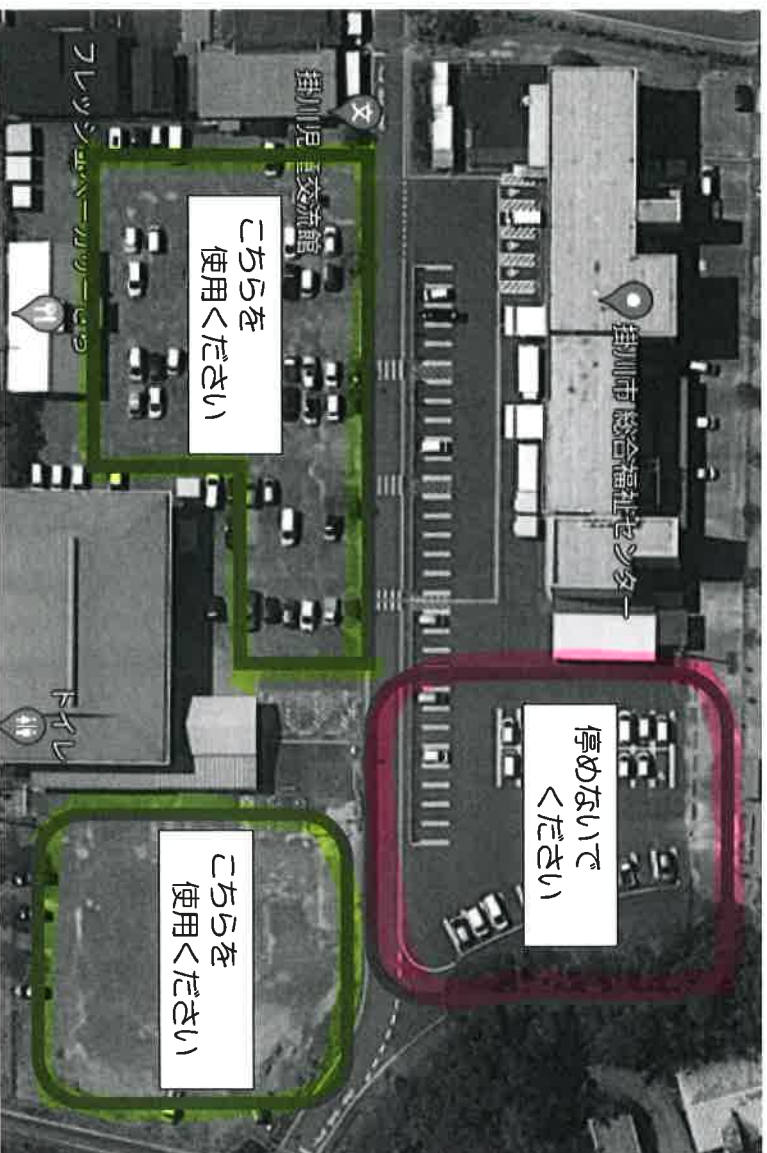 掛川市総合福祉センター
停めないで
ください
文
掛川児童交流館
こちらを
使用ください
こちらを
使用ください
フレッシュベーカリー
トイレ